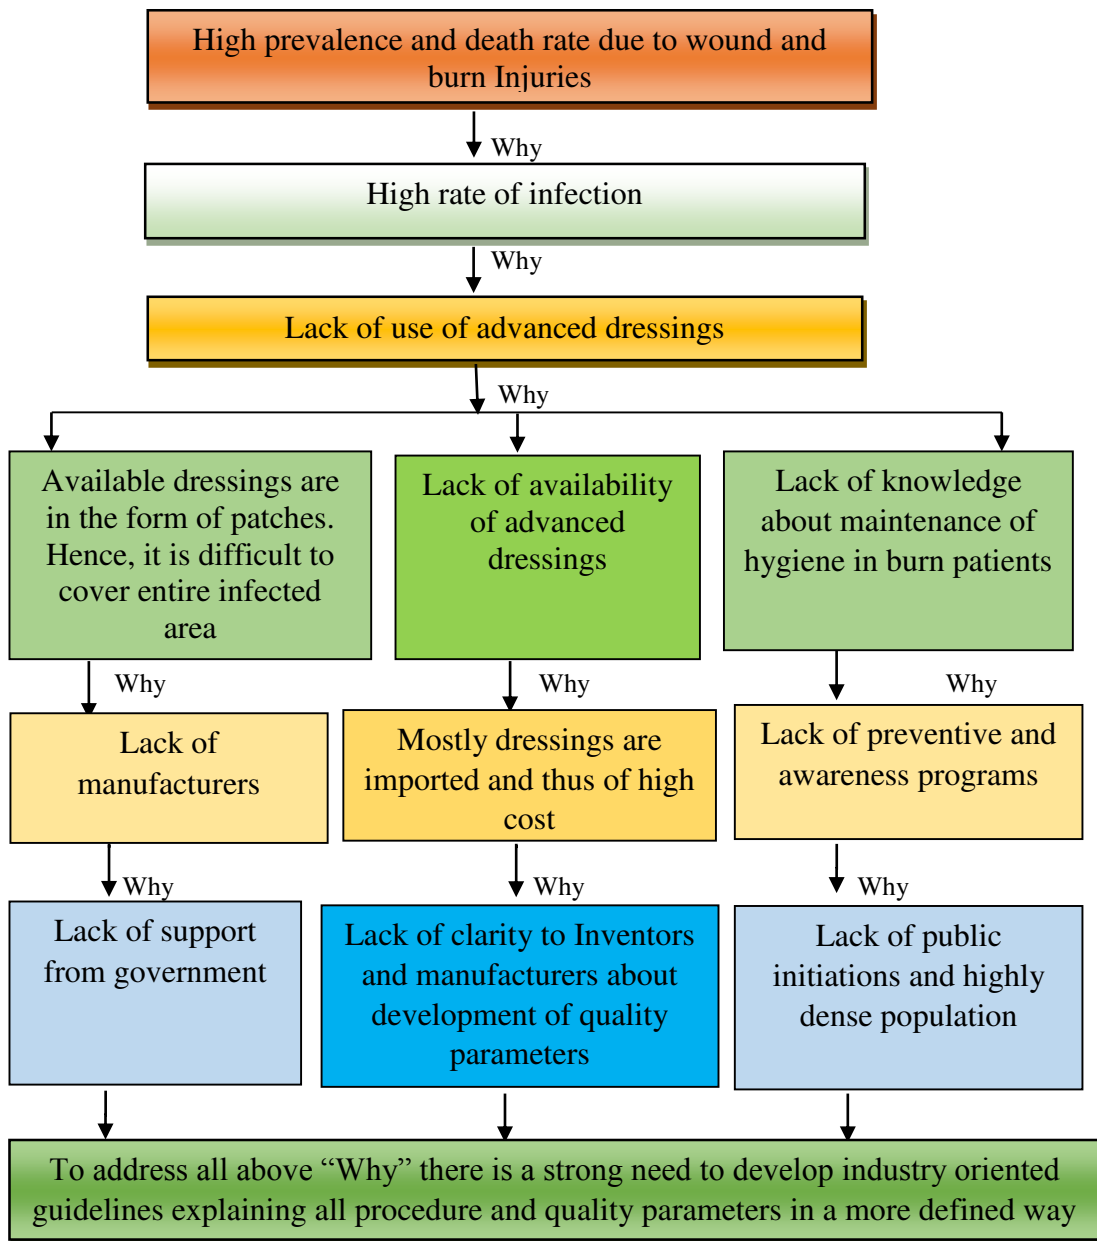 High prevalence and death rate due to wound and
burn Injuries
Why
High rate of infection
Why
Lack of use of advanced dressings
Why
Available dressings are
in the form of patches.
Hence, it is difficult to
cover entire infected
area
Lack of availability
of advanced
dressings
Lack of knowledge
about maintenance of
hygiene in burn patients
Why
Why
Why
Lack of
manufacturers
Mostly dressings are
imported and thus of high
cost
Lack of preventive and
awareness programs
Why
Why
Why
Lack of support
from government
Lack of clarity to Inventors
and manufacturers about
development of quality
parameters
Lack of public
initiations and highly
dense population
To address all above “Why” there is a strong need to develop industry oriented
guidelines explaining all procedure and quality parameters in a more defined way